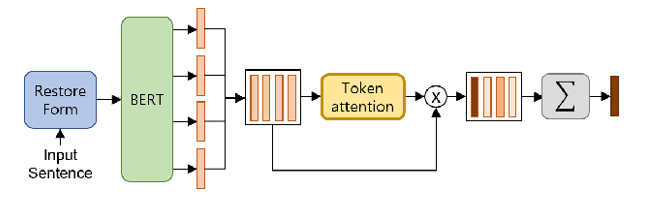 Restore
Form
Input
Sentence
BERT
Token
attention
X
∑